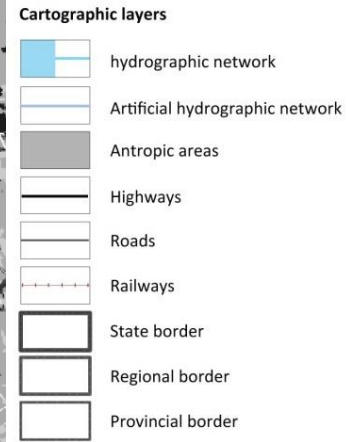 Cartographic layers
hydrographic network
Artificial hydrographic network
Antropic areas
Highways
Roads
Railways
State border
Regional border
Provincial border